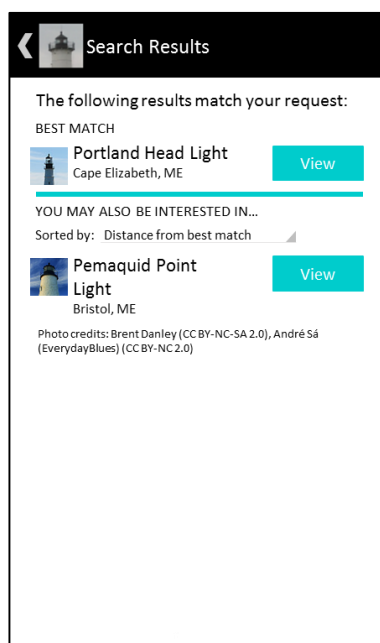 Search Results
The following results match your request:
BEST MATCH
Portland Head Light
Cape Elizabeth, ME
View
YOU MAY ALSO BE INTERESTED IN...
Sorted by: Distance from best match
Pemaquid Point
Light
Bristol, ME
View
Photo credits: Brent Danley (CC BY-NC-SA 2.0), André Sá
(EverydayBlues) (CC BY-NC 2.0)